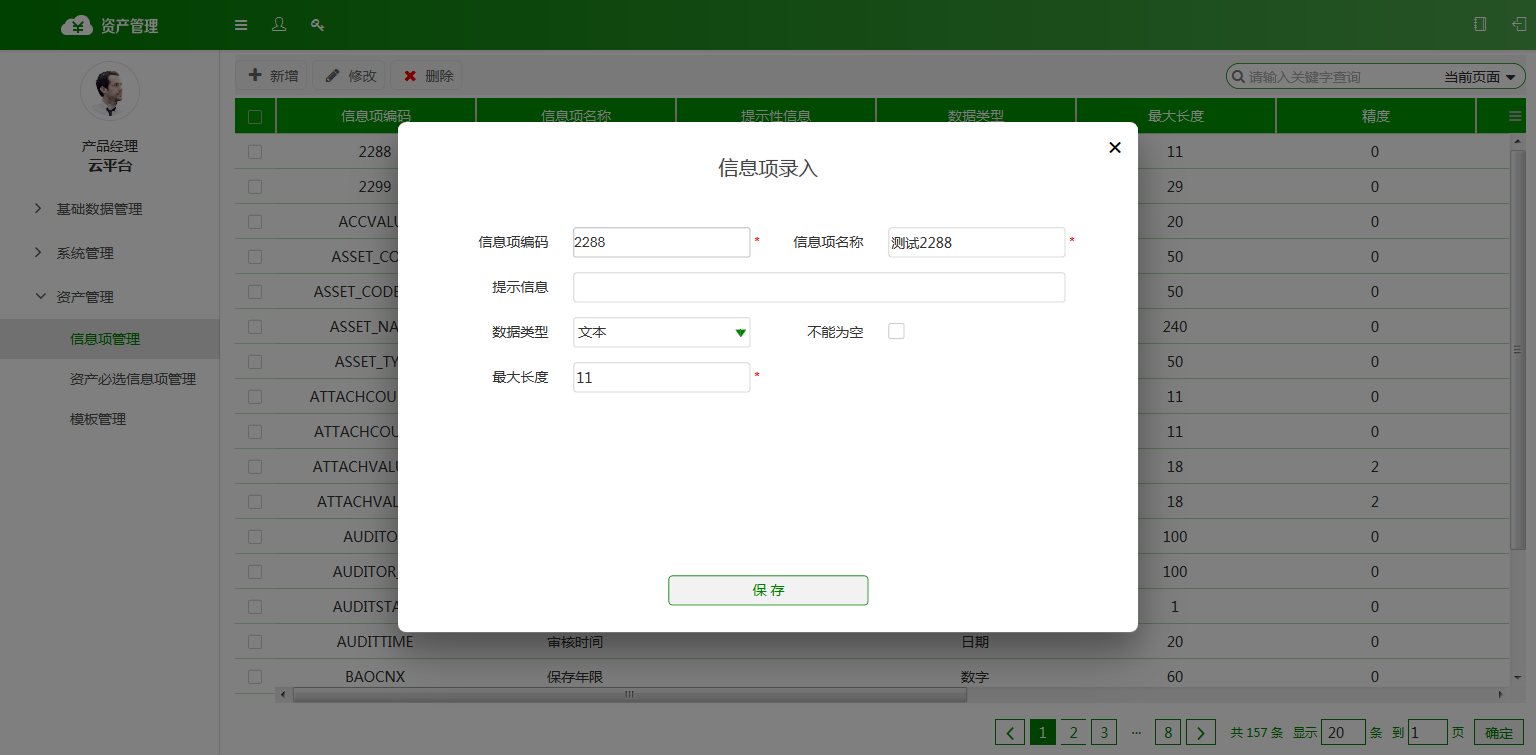 资产管理
新增 修改 删除 请输入关键字查询 当前页面
产品经理
云平台
基础数据管理
系统管理
资产管理
信息项管理
资产必选信息项管理
模板管理
信息项编码 信息项名称 提示性信息 数据类型 最大长度 精度
2288 11 0
2299 29 0
ACCVALU 20 0
ASSET_CO 50 0
ASSET_CODE 50 0
ASSET_NA 240 0
ASSET_TY 50 0
ATTACHCOU 11 0
ATTACHCOU 11 0
ATTACHVALU 18 2
ATTACHVAL 18 2
AUDITO 100 0
AUDITOR_ 100 0
AUDITSTA 1 0
AUDITTIME 审核时间 日期 20 0
BAOCNX 保存年限 数字 60 0
信息项录入
信息项编码 2288 * 信息项名称 测试2288 *
提示信息
数据类型 文本 不能为空
最大长度 11 *
保 存
1 2 3 ... 8 共 157 条 显示 20 条 到 1 页 确定